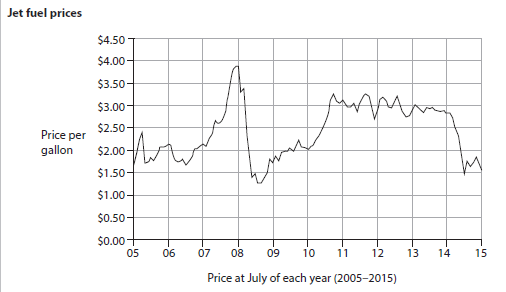 Jet fuel prices
$4.50
$4.00
$3.50
$3.00
$2.50
$2.00
$1.50
$1.00
$0.50
$0.00
Price per
gallon
05 06 07 08 09 10 11 12 13 14 15
Price at July of each year (2005–2015)